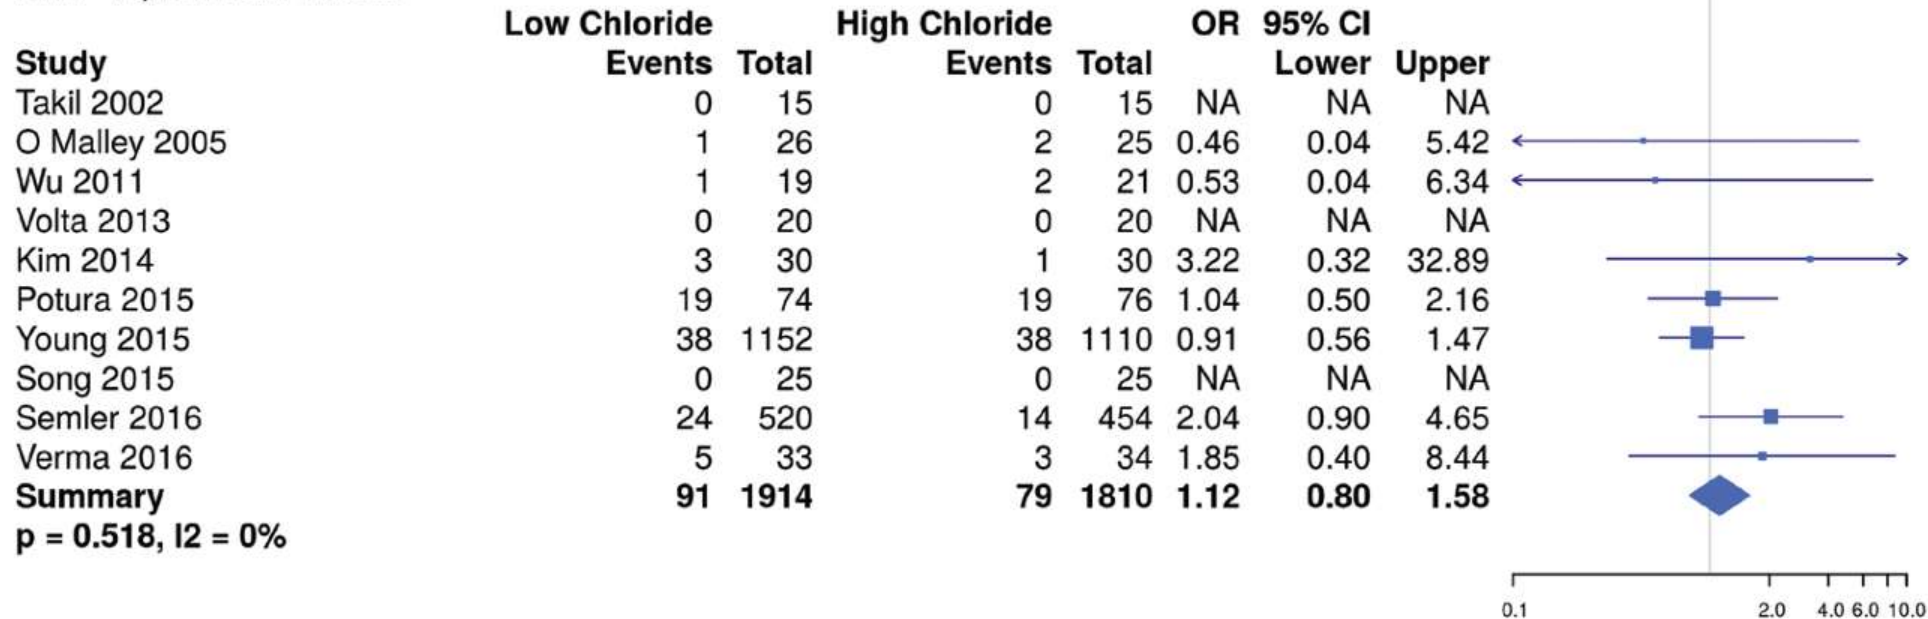 Low Chloride High Chloride OR 95% CI
Study Events Total Events Total Lower Upper
Takil 2002 0 15 0 15 NA NA NA
O Malley 2005 1 26 2 25 0.46 0.04 5.42
Wu 2011 1 19 2 21 0.53 0.04 6.34
Volta 2013 0 20 0 20 NA NA NA
Kim 2014 3 30 1 30 3.22 0.32 32.89
Potura 2015 19 74 19 76 1.04 0.50 2.16
Young 2015 38 1152 38 1110 0.91 0.56 1.47
Song 2015 0 25 0 25 NA NA NA
Semler 2016 24 520 14 454 2.04 0.90 4.65
Verma 2016 5 33 3 34 1.85 0.40 8.44
Summary 91 1914 79 1810 1.12 0.80 1.58
p = 0.518, I2 = 0%
0.1 2.0 4.0 6.0 10.0